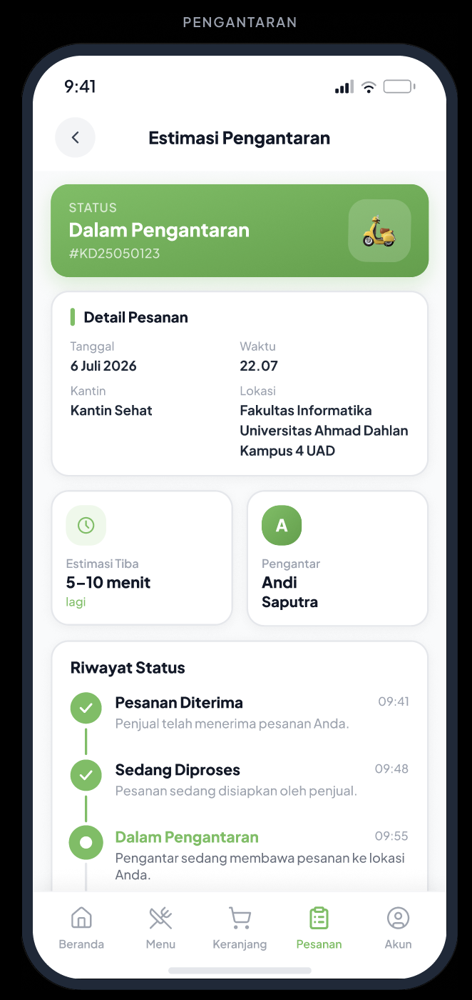 PENGANTARAN
9:41
Estimasi Pengantaran
STATUS
Dalam Pengantaran
#KD25050123
Detail Pesanan
Tanggal
6 Juli 2026
Waktu
22.07
Kantin
Kantin Sehat
Lokasi
Fakultas Informatika
Universitas Ahmad Dahlan
Kampus 4 UAD
Estimasi Tiba
5–10 menit
lagi
A
Pengantar
Andi
Saputra
Riwayat Status
Pesanan Diterima 09:41
Penjual telah menerima pesanan Anda.
Sedang Diproses 09:48
Pesanan sedang disiapkan oleh penjual.
Dalam Pengantaran 09:55
Pengantar sedang membawa pesanan ke lokasi
Anda.
Beranda Menu Keranjang Pesanan Akun